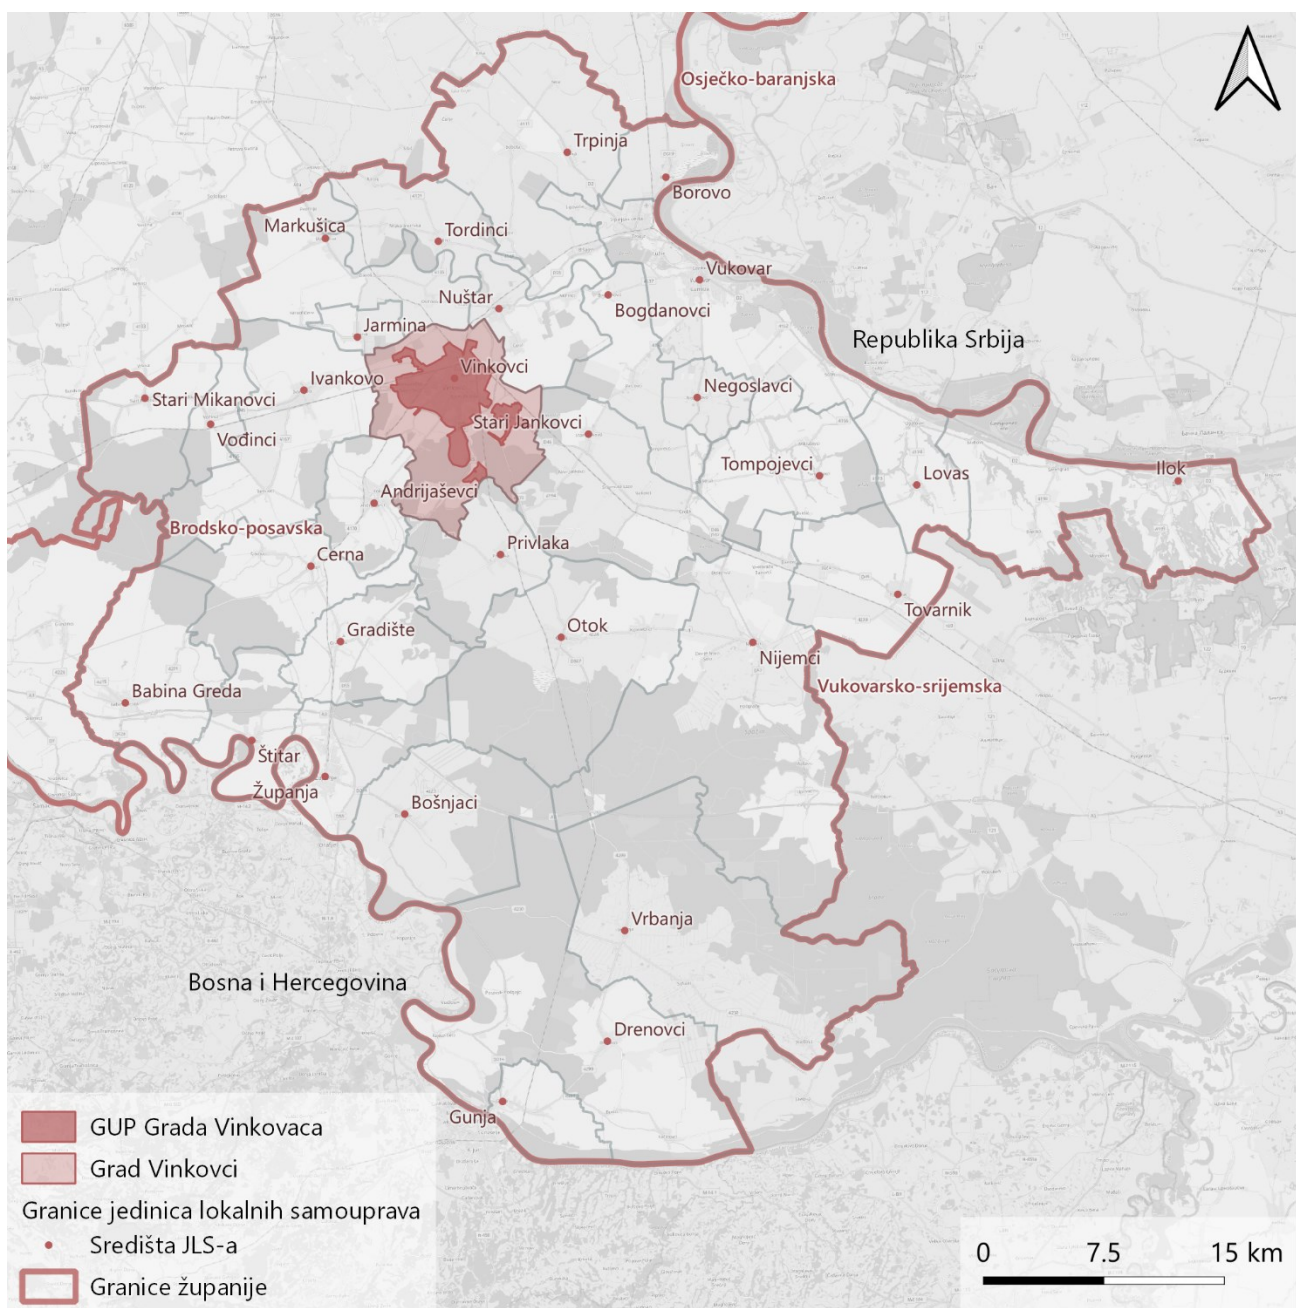 Osječko-baranjska
Trpinja
Borovo
Markušica
Tordinci
Vukovar
Nuštar
Bogdanovci
Jarmina
Republika Srbija
Vinkovci
Ivankovo
Negoslavci
Stari Mikanovci
Stari Jankovci
Vođinci
Tompojevci
Lovas
Ilok
Andrijaševci
Brodsko-posavska
Privlaka
Cerna
Tovarnik
Otok
Gradište
Nijemci
Vukovarsko-srijemska
Babina Greda
Štitar
Županja
Bošnjaci
Vrbanja
Bosna i Hercegovina
Drenovci
Gunja
GUP Grada Vinkovaca
Grad Vinkovci
Granice jedinica lokalnih samouprava
Središta JLS-a
Granice županije
0 7.5 15 km